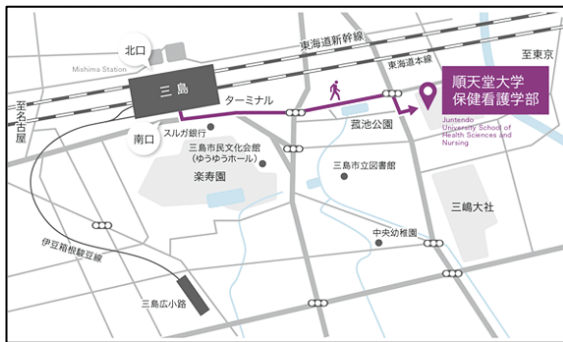 北口
Mishima Station
東海道新幹線
東海道本線
至東京
三島
ターミナル
至名古屋
南口
スルガ銀行
三島市民文化会館
(ゆうゆうホール)
楽寿園
菰池公園
順天堂大学
保健看護学部
Juntendo
University School of
Health Sciences and
Nursing
三島市立図書館
三嶋大社
中央幼稚園
伊豆箱根駿豆線
三島広小路